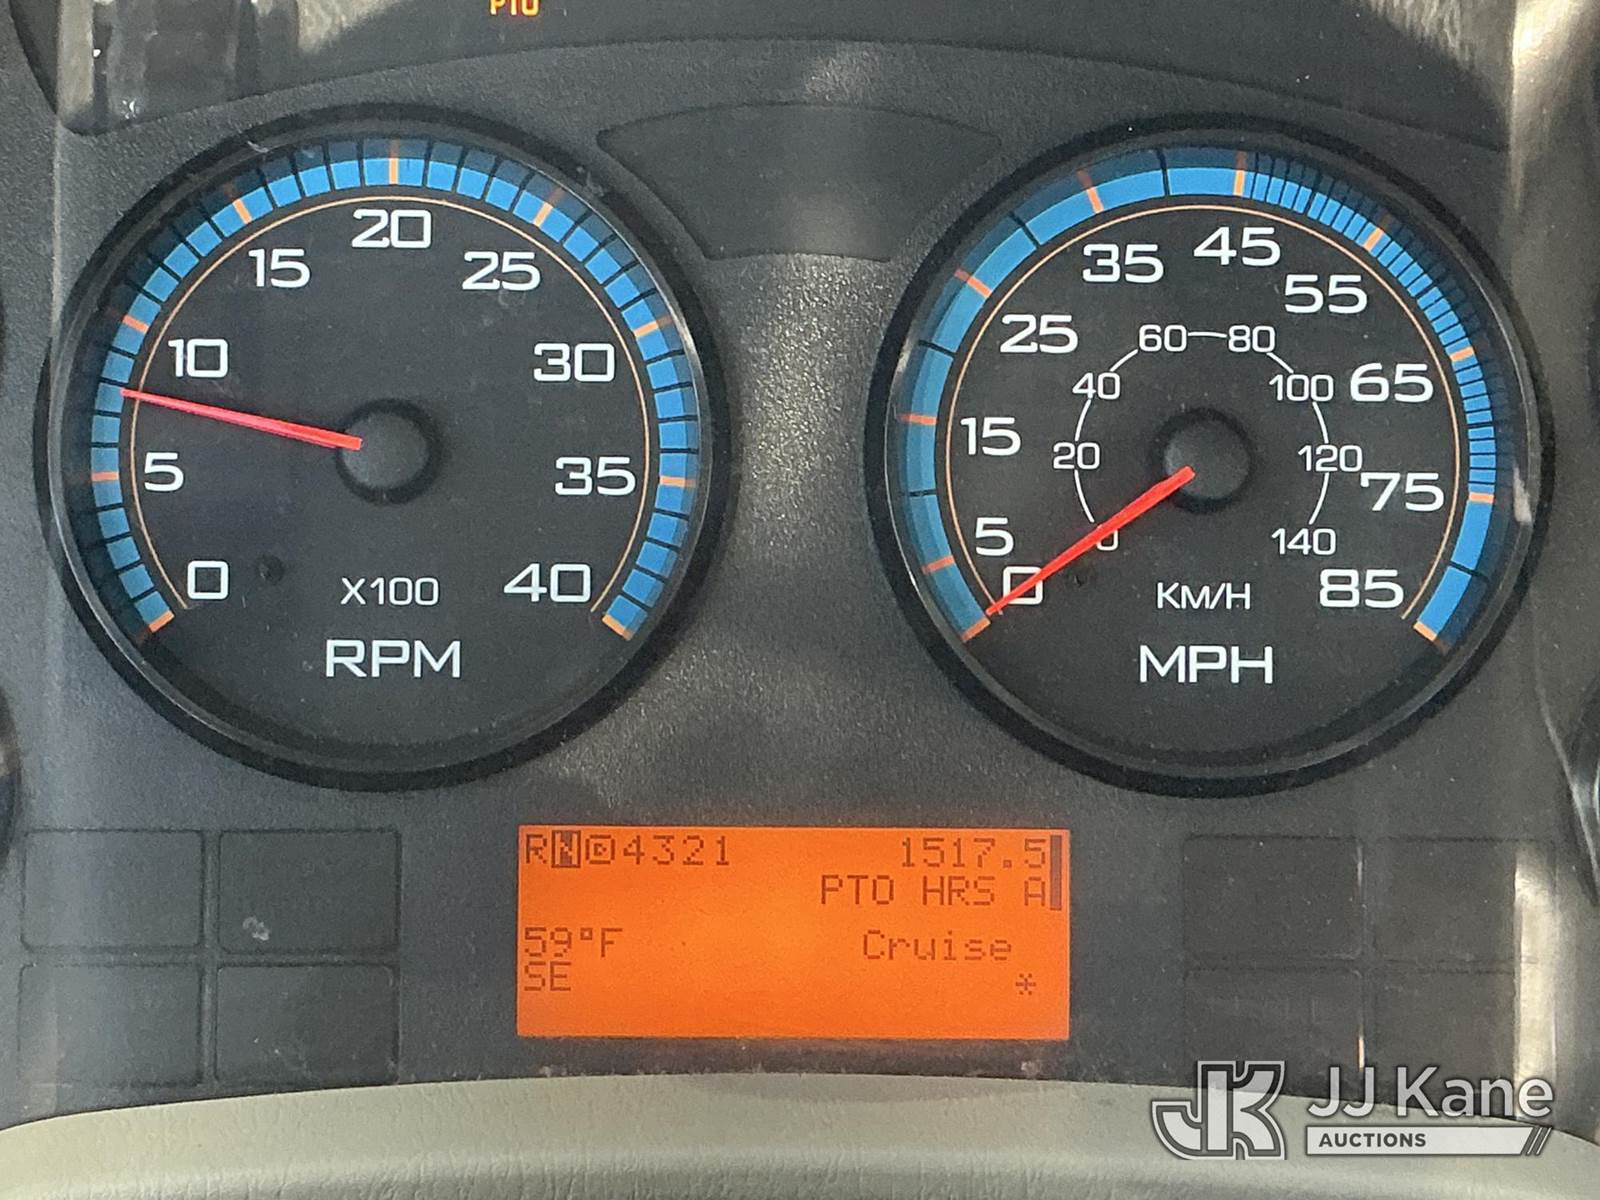 PTO
0 5 10 15 20 25 30 35 40
X100
RPM
0 5 15 25 35 45 55 65 75 85
0 20 40 60 80 100 120 140
KM/H
MPH
RND4321 1517.5
PTO HRS A
59°F Cruise
SE *
JK JJ Kane
AUCTIONS